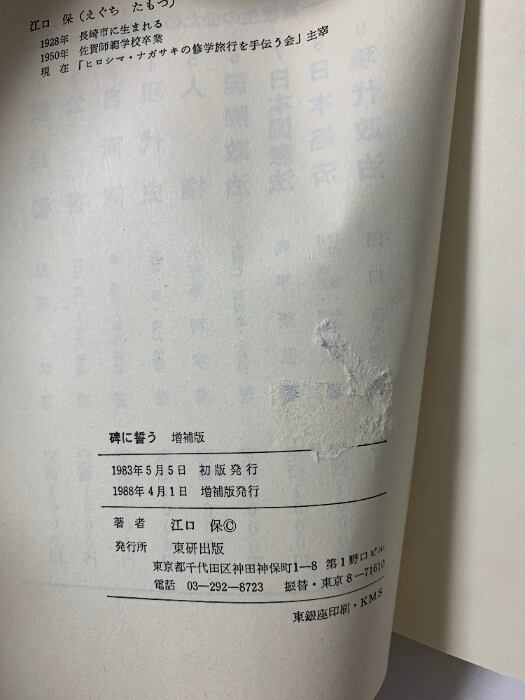 江口 保（えぐち たもつ）
1928年 長崎市に生まれる
1950年 佐賀師範学校卒業
現 在 「ヒロシマ・ナガサキの修学旅行を手伝う会」主宰
碑に誓う 増補版
1983年5月5日 初版発行
1988年4月1日 増補版発行
著 者 江口 保©
発行所 東研出版
東京都千代田区神田神保町1―8 第1野口ビル
電話 03―292―8723 振替・東京8―71610
東銀座印刷・KMS